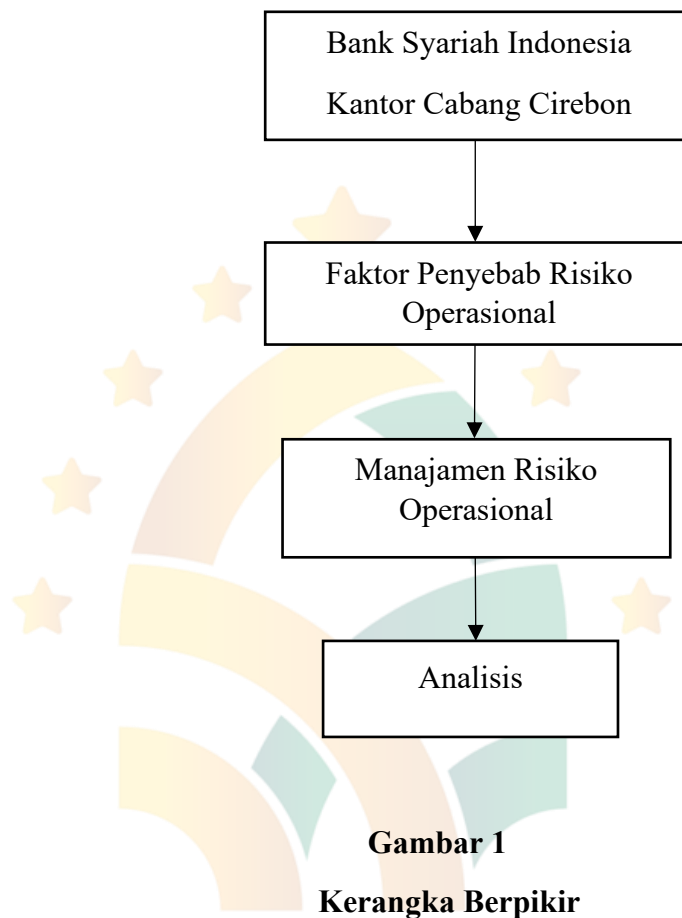 Bank Syariah Indonesia
Kantor Cabang Cirebon
Faktor Penyebab Risiko
Operasional
Manajamen Risiko
Operasional
Analisis
Gambar 1
Kerangka Berpikir